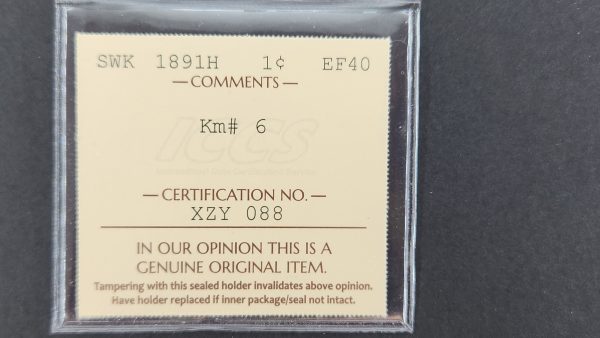 SWK 1891H 1¢ EF40
—COMMENTS—
Km# 6
ICCS
—CERTIFICATION NO.—
XZY 088
IN OUR OPINION THIS IS A
GENUINE ORIGINAL ITEM.
Tampering with this sealed holder invalidates above opinion.
Have holder replaced if inner package/seal not intact.